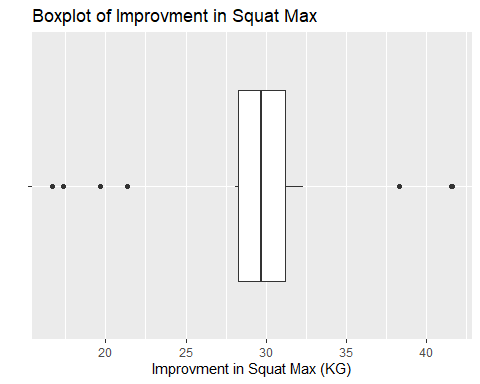 Boxplot of Improvment in Squat Max
20 25 30 35 40
Improvment in Squat Max (KG)